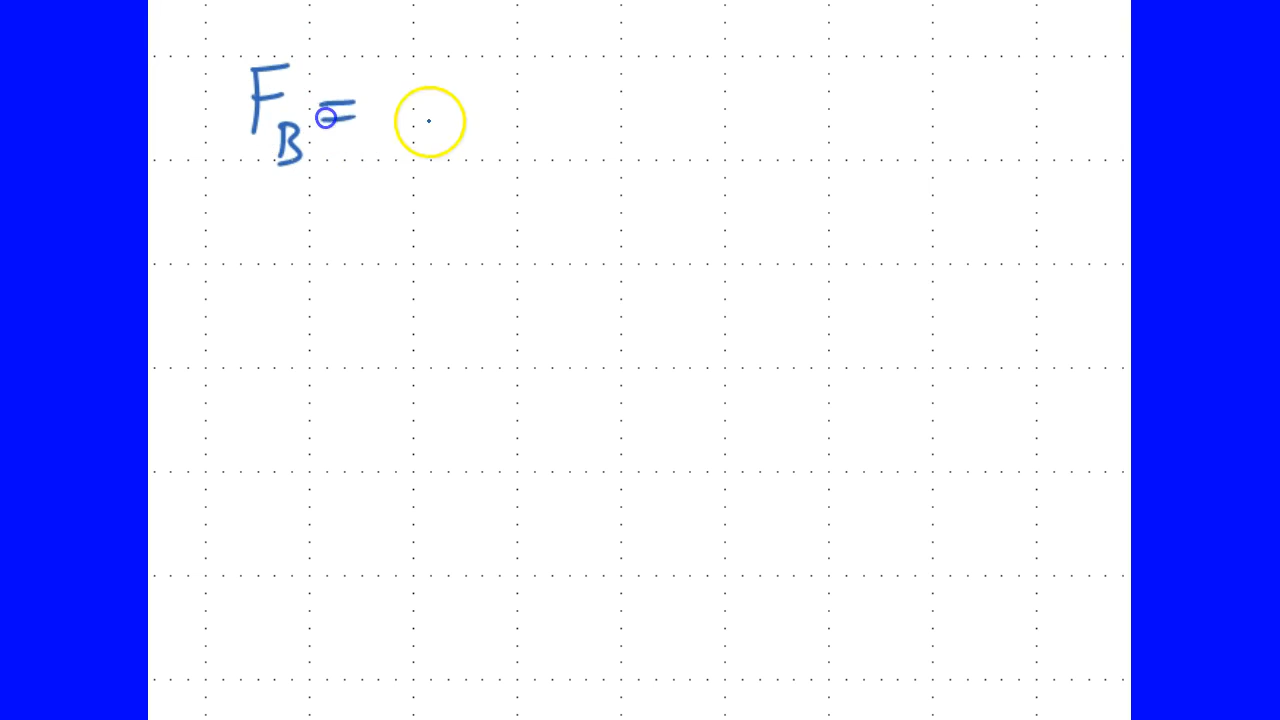 F_B =